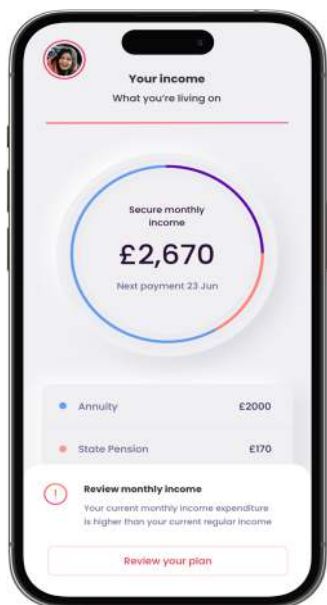 Your income
What you're living on
Secure monthly
income
£2,670
Next payment 23 Jun
Annuity £2000
State Pension £170
Review monthly income
Your current monthly income expenditure
is higher than your current regular income
Review your plan